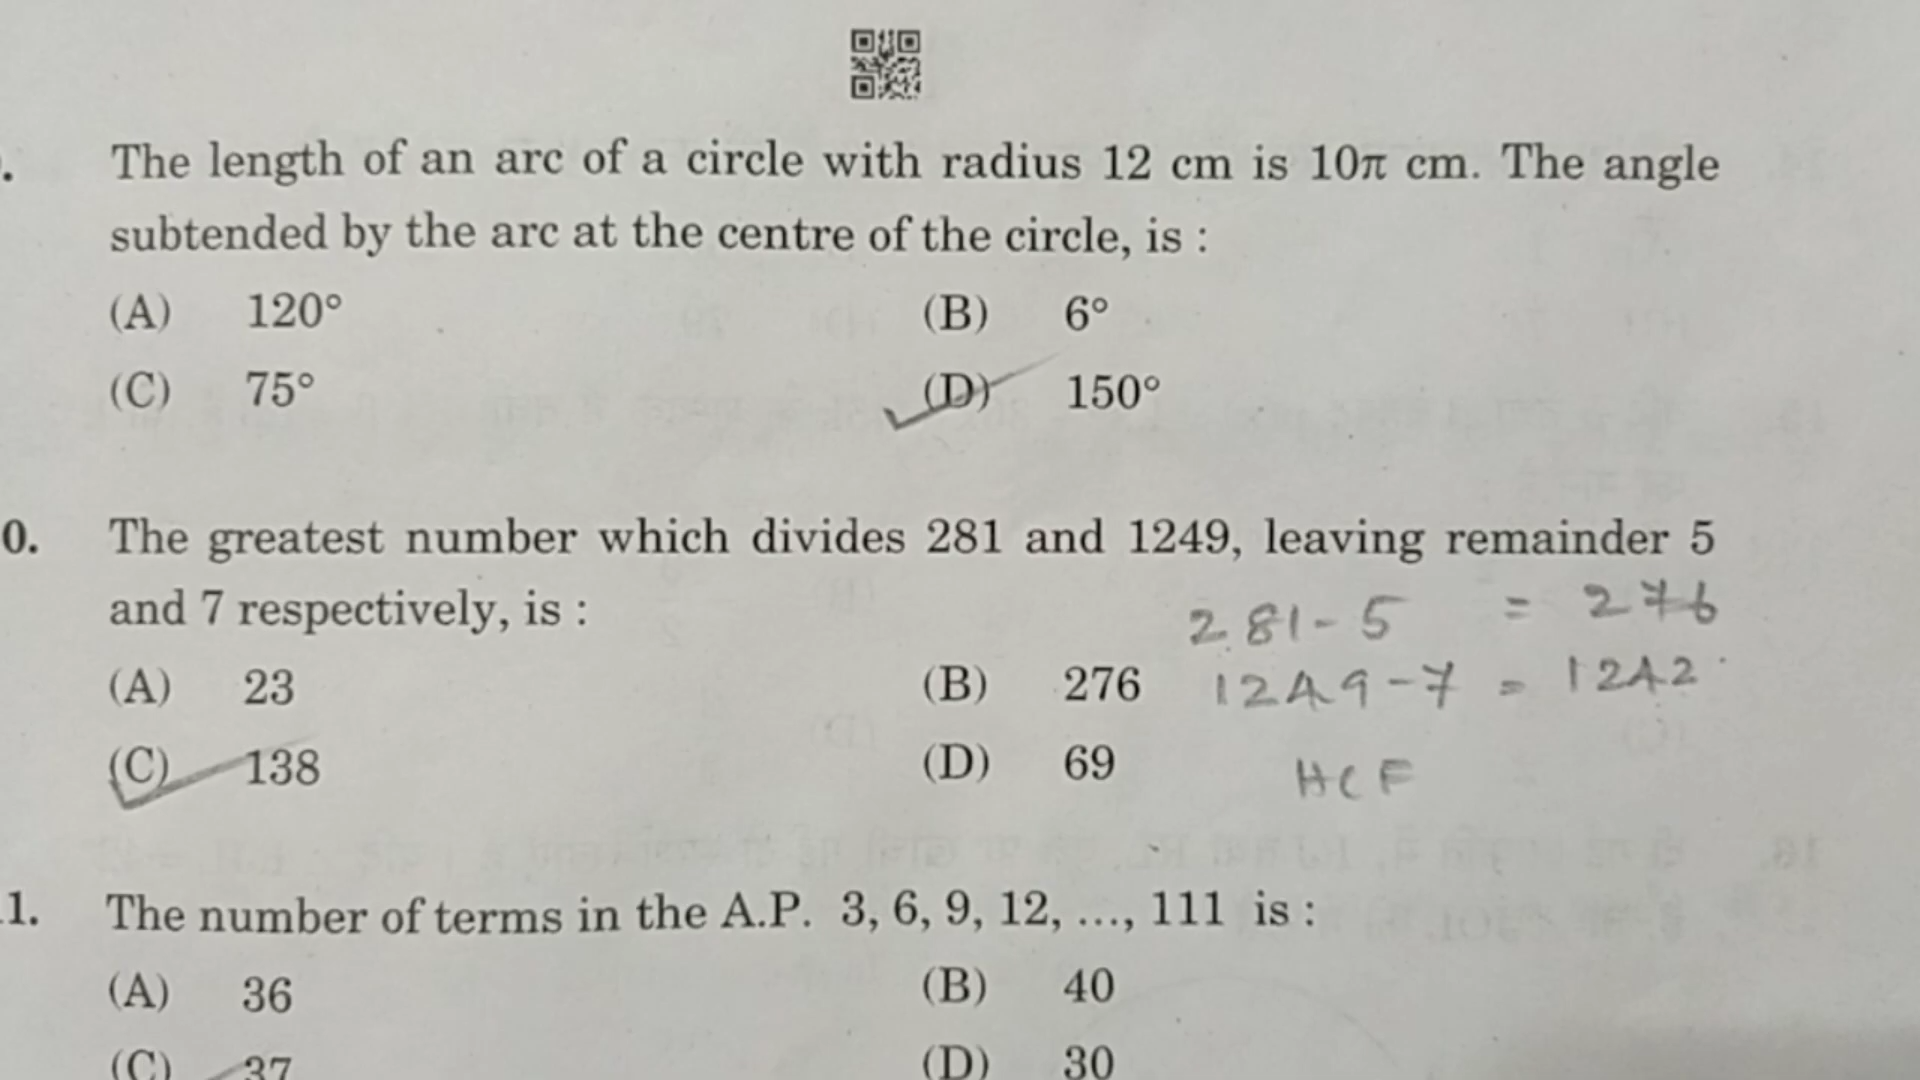 The length of an arc of a circle with radius 12 cm is 10π cm. The angle
subtended by the arc at the centre of the circle, is :
(A) 120° (B) 6°
(C) 75° (D) 150°
0. The greatest number which divides 281 and 1249, leaving remainder 5
and 7 respectively, is :
281-5 = 276
(A) 23 (B) 276 1249-7 = 1242
(C) 138 (D) 69 HCF
1. The number of terms in the A.P. 3, 6, 9, 12, ..., 111 is :
(A) 36 (B) 40
(C) 37 (D) 30